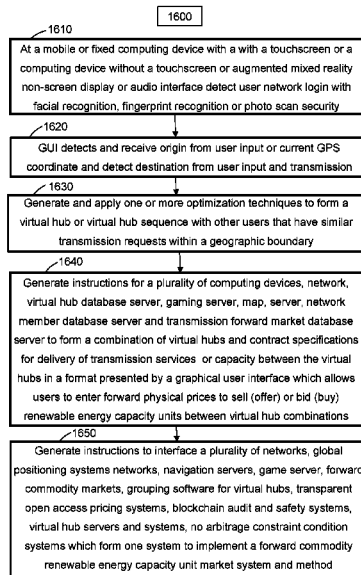 1600
1610
At a mobile or fixed computing device with a with a touchscreen or a
computing device without a touchscreen or augmented mixed reality
non-screen display or audio interface detect user network login with
facial recognition, fingerprint recognition or photo scan security
1620
GUI detects and receive origin from user input or current GPS
coordinate and detect destination from user input and transmission
1630
Generate and apply one or more optimization techniques to form a
virtual hub or virtual hub sequence with other users that have similar
transmission requests within a geographic boundary
1640
Generate instructions for a plurality of computing devices, network,
virtual hub database server, gaming server, map, server, network
member database server and transmission forward market database
server to form a combination of virtual hubs and contract specifications
for delivery of transmission services or capacity between the virtual
hubs in a format presented by a graphical user interface which allows
users to enter forward physical prices to sell (offer) or bid (buy)
renewable energy capacity units between virtual hub combinations
1650
Generate instructions to interface a plurality of networks, global
positioning systems networks, navigation servers, game server, forward
commodity markets, grouping software for virtual hubs, transparent
open access pricing systems, blockchain audit and safety systems,
virtual hub servers and systems, no arbitrage constraint condition
systems which form one system to implement a forward commodity
renewable energy capacity unit market system and method